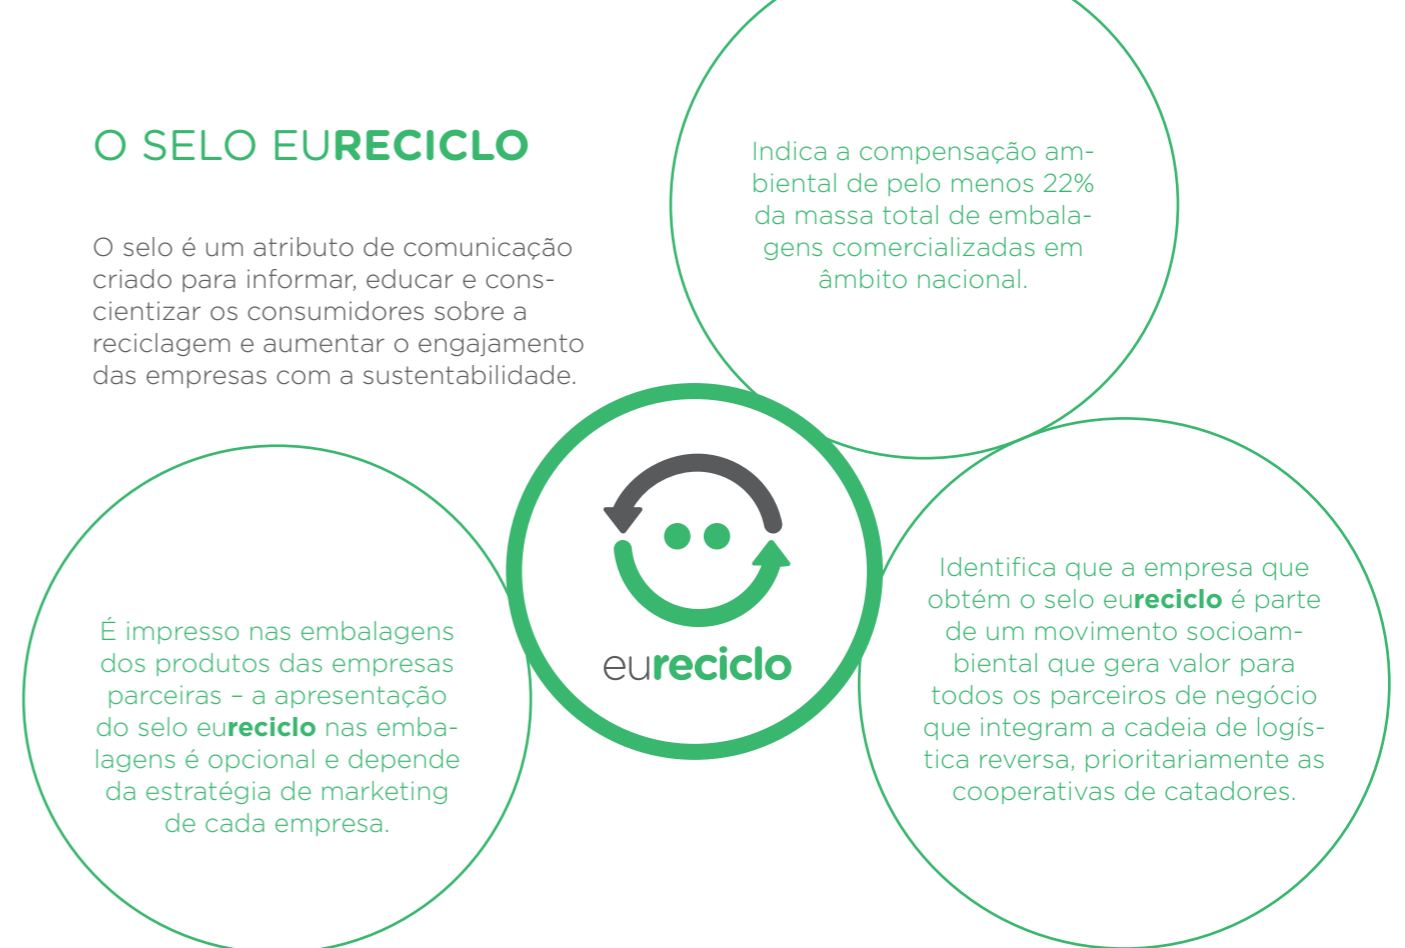 O SELO EURECICLO
O selo é um atributo de comunicação
criado para informar, educar e cons-
cientizar os consumidores sobre a
reciclagem e aumentar o engajamento
das empresas com a sustentabilidade.
Indica a compensação am-
biental de pelo menos 22%
da massa total de embala-
gens comercializadas em
âmbito nacional.
É impresso nas embalagens
dos produtos das empresas
parceiras – a apresentação
do selo eureciclo nas emba-
lagens é opcional e depende
da estratégia de marketing
de cada empresa.
eureciclo
Identifica que a empresa que
obtém o selo eureciclo é parte
de um movimento socioam-
biental que gera valor para
todos os parceiros de negócio
que integram a cadeia de logís-
tica reversa, prioritariamente as
cooperativas de catadores.